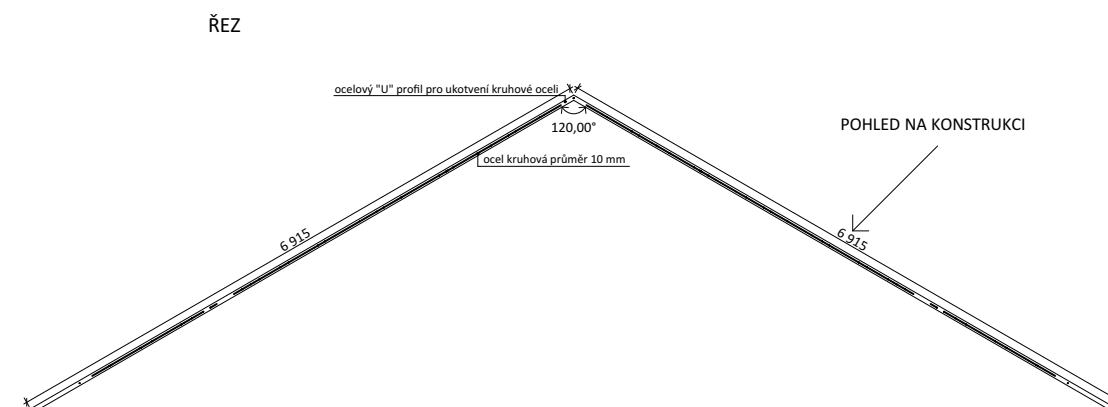 ŘEZ
ocelový "U" profil pro ukotvení kruhové oceli
120,00°
POHLED NA KONSTRUKCI
ocel kruhová průměr 10 mm
6 915
6 915